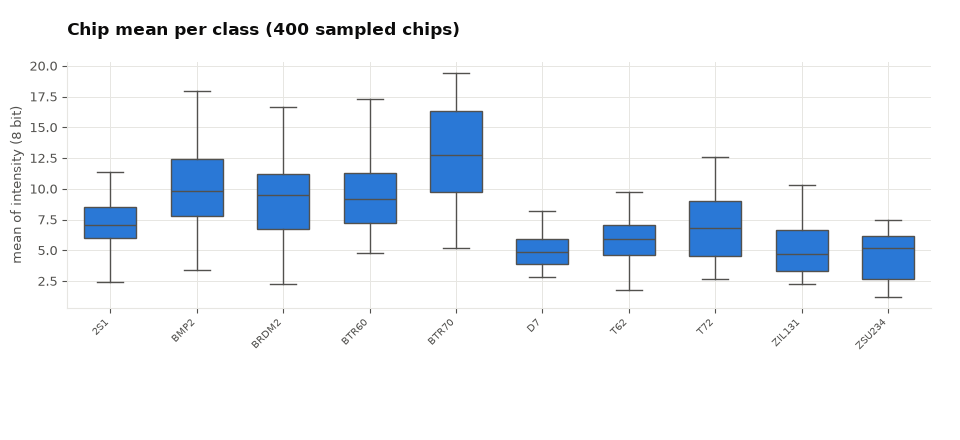 Chip mean per class (400 sampled chips)
mean of intensity (8 bit)
20.0
17.5
15.0
12.5
10.0
7.5
5.0
2.5
2S1
BMP2
BRDM2
BTR60
BTR70
D7
T62
T72
ZIL131
ZSU234